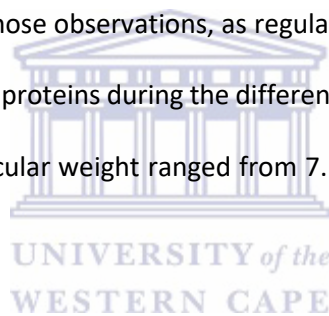 hose observations, as regula
proteins during the differen
cular weight ranged from 7.
UNIVERSITY of the
WESTERN CAPE